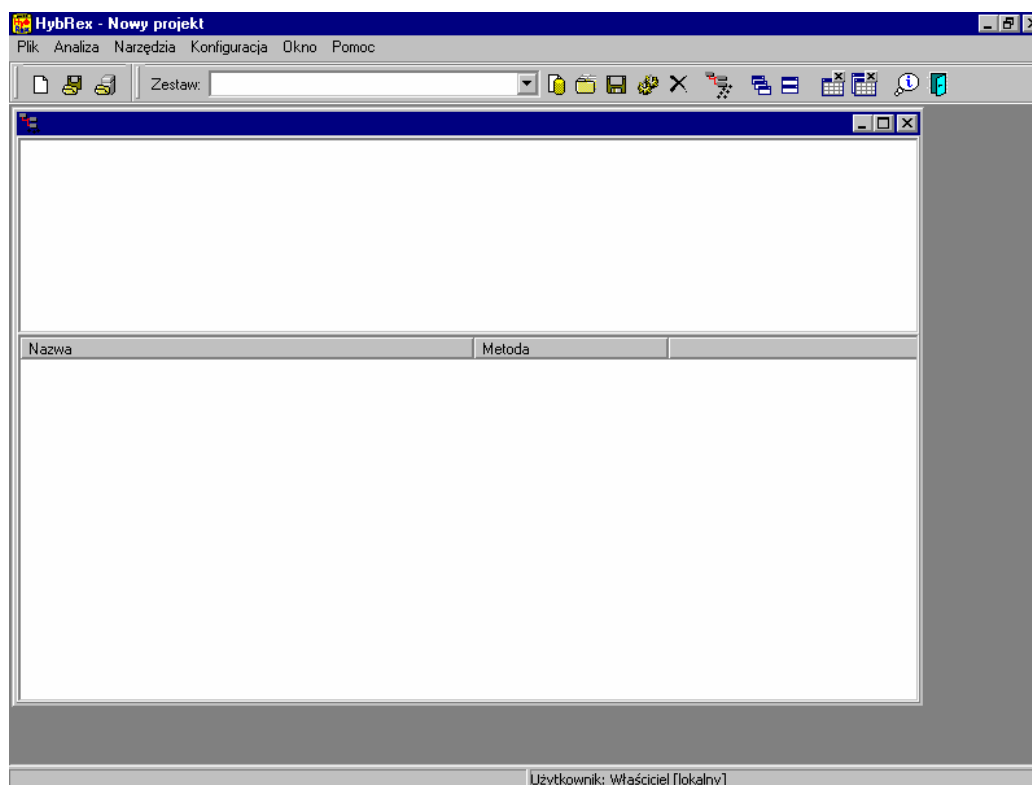 HybRex - Nowy projekt
Plik Analiza Narzędzia Konfiguracja Okno Pomoc
Zestaw:
Nazwa Metoda
Użytkownik: Właściciel [lokalny]